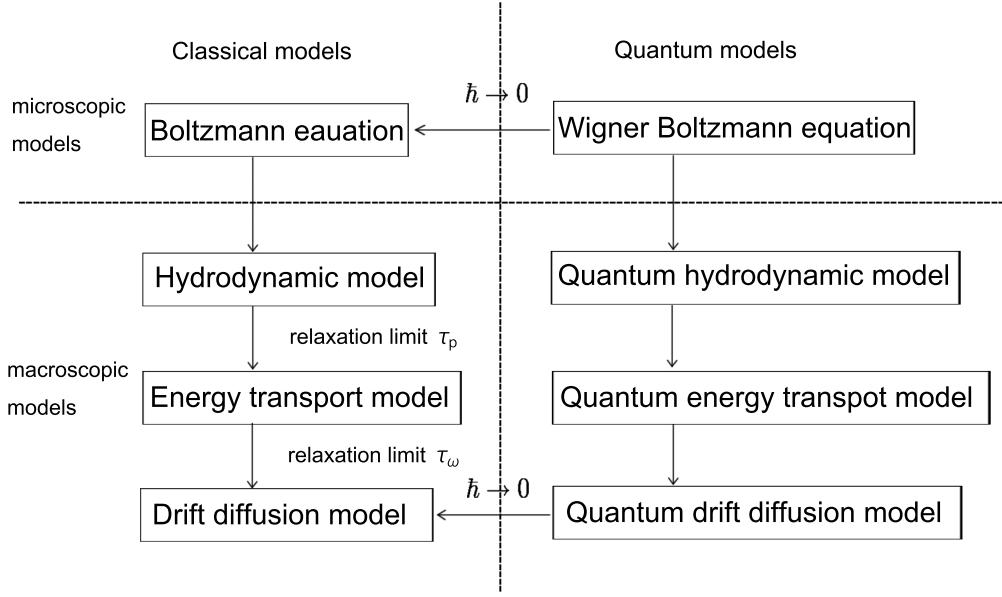 Classical models
Quantum models
microscopic
models
ħ → 0
Boltzmann eauation
Wigner Boltzmann equation
Hydrodynamic model
Quantum hydrodynamic model
relaxation limit τp
macroscopic
models
Energy transport model
Quantum energy transpot model
relaxation limit τω
ħ → 0
Drift diffusion model
Quantum drift diffusion model